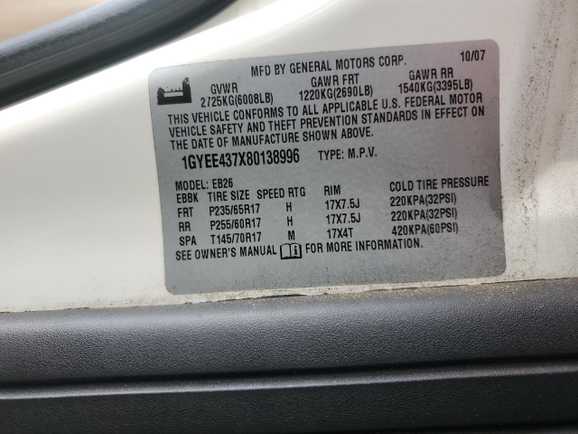 MFD BY GENERAL MOTORS CORP. 10/07
GVWR GAWR FRT GAWR RR
2725KG(6008LB) 1220KG(2690LB) 1540KG(3395LB)
THIS VEHICLE CONFORMS TO ALL APPLICABLE U.S. FEDERAL MOTOR
VEHICLE SAFETY AND THEFT PREVENTION STANDARDS IN EFFECT ON
THE DATE OF MANUFACTURE SHOWN ABOVE.
1GYEE437X80138996 TYPE: M.P.V.
MODEL: EB26
EBBK TIRE SIZE SPEED RTG RIM COLD TIRE PRESSURE
FRT P235/65R17 H 17X7.5J 220KPA(32PSI)
RR P255/60R17 H 17X7.5J 220KPA(32PSI)
SPA T145/70R17 M 17X4T 420KPA(60PSI)
SEE OWNER'S MANUAL FOR MORE INFORMATION.